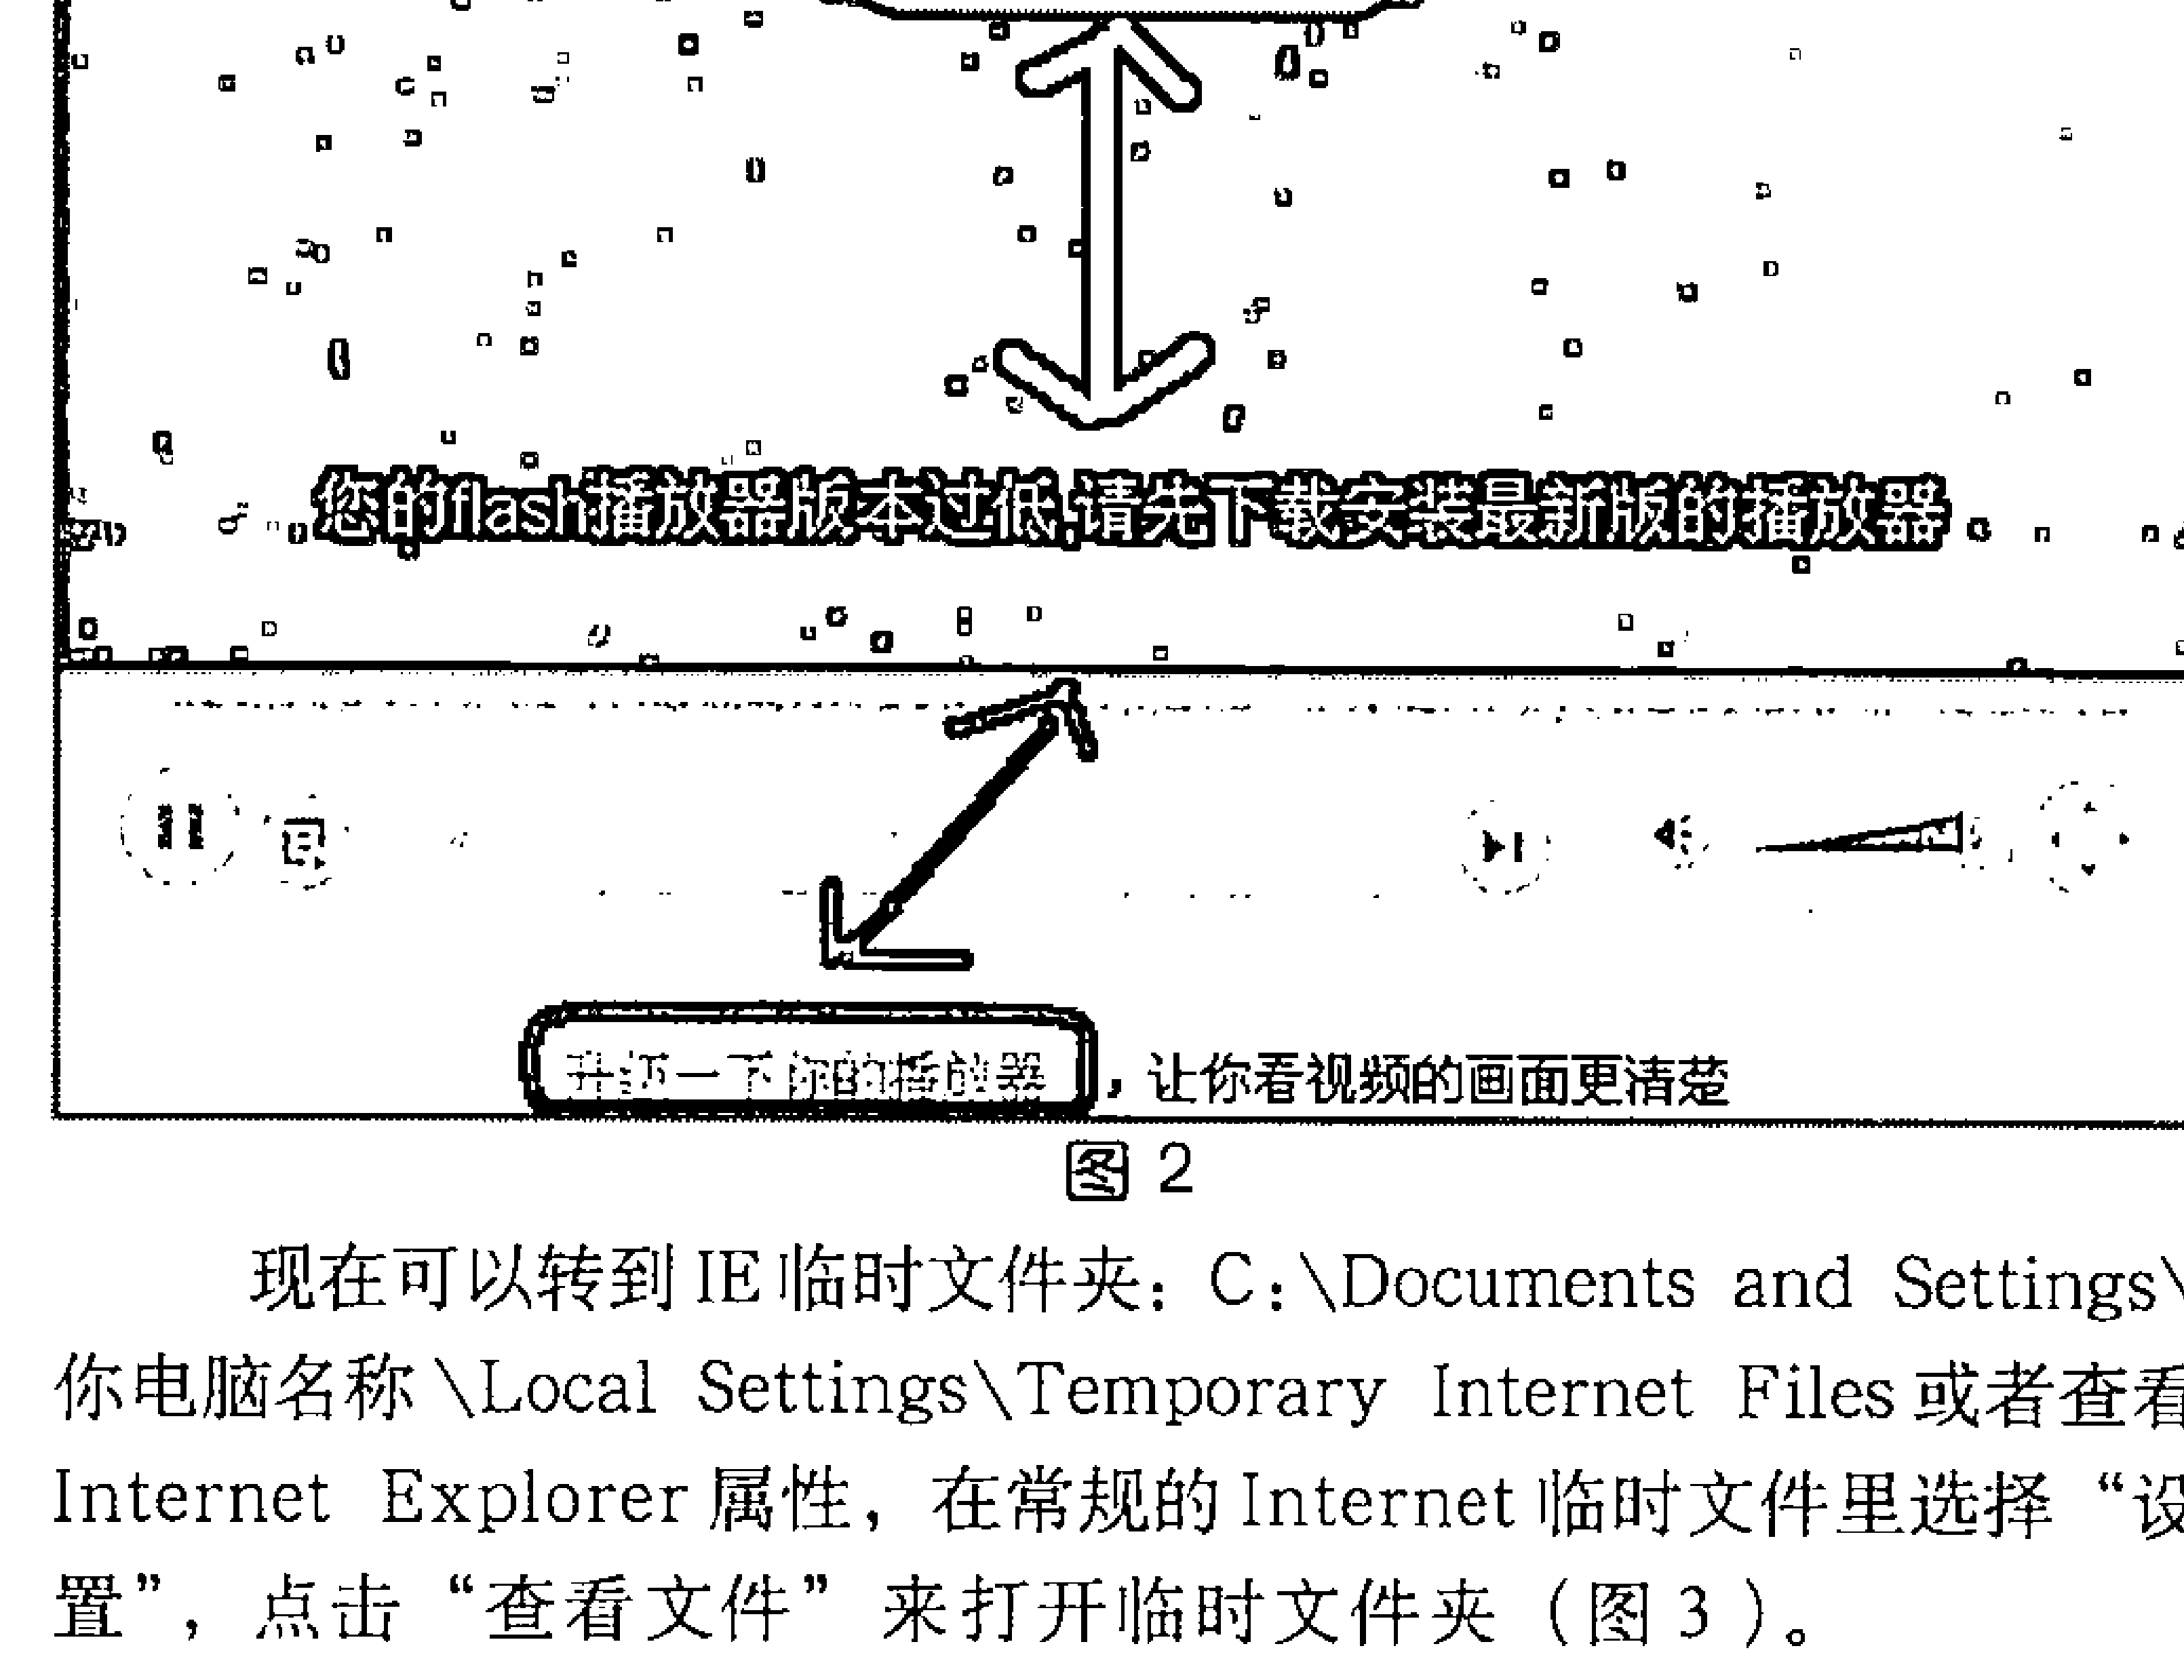 您的flash播放器版本过低,请先下载安装最新版的播放器
升级一下你的播放器，让你看视频的画面更清楚
图 2
现在可以转到 IE 临时文件夹：C:\Documents and Settings\
你电脑名称\Local Settings\Temporary Internet Files 或者查看
Internet Explorer 属性，在常规的 Internet 临时文件里选择“设
置”，点击“查看文件”来打开临时文件夹（图 3）。